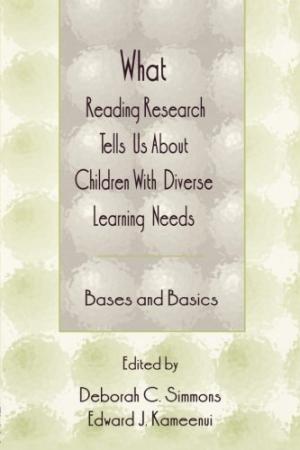 What
Reading Research
Tells Us About
Children With Diverse
Learning Needs
Bases and Basics
Edited by
Deborah C. Simmons
Edward J. Kameenui